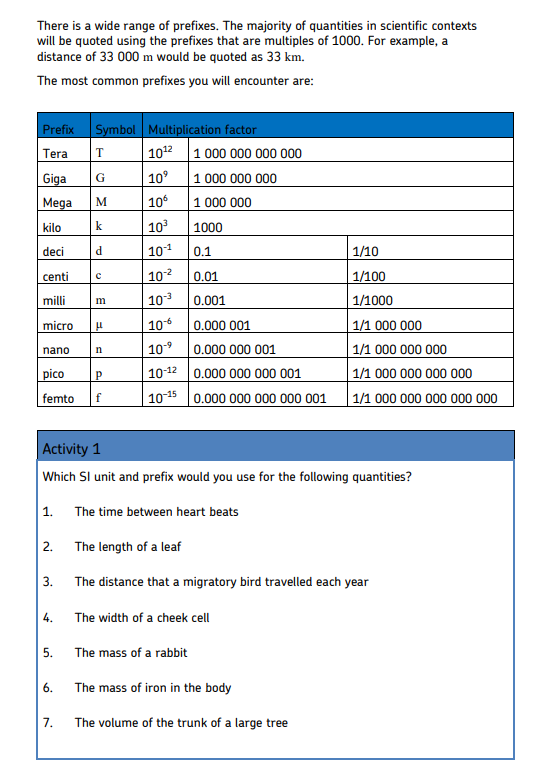 There is a wide range of prefixes. The majority of quantities in scientific contexts
will be quoted using the prefixes that are multiples of 1000. For example, a
distance of 33 000 m would be quoted as 33 km.
The most common prefixes you will encounter are:
Prefix Symbol Multiplication factor
Tera T 10¹² 1 000 000 000 000
Giga G 10⁹ 1 000 000 000
Mega M 10⁶ 1 000 000
kilo k 10³ 1000
deci d 10⁻¹ 0.1 1/10
centi c 10⁻² 0.01 1/100
milli m 10⁻³ 0.001 1/1000
micro μ 10⁻⁶ 0.000 001 1/1 000 000
nano n 10⁻⁹ 0.000 000 001 1/1 000 000 000
pico p 10⁻¹² 0.000 000 000 001 1/1 000 000 000 000
femto f 10⁻¹⁵ 0.000 000 000 000 001 1/1 000 000 000 000 000
Activity 1
Which SI unit and prefix would you use for the following quantities?
1. The time between heart beats
2. The length of a leaf
3. The distance that a migratory bird travelled each year
4. The width of a cheek cell
5. The mass of a rabbit
6. The mass of iron in the body
7. The volume of the trunk of a large tree